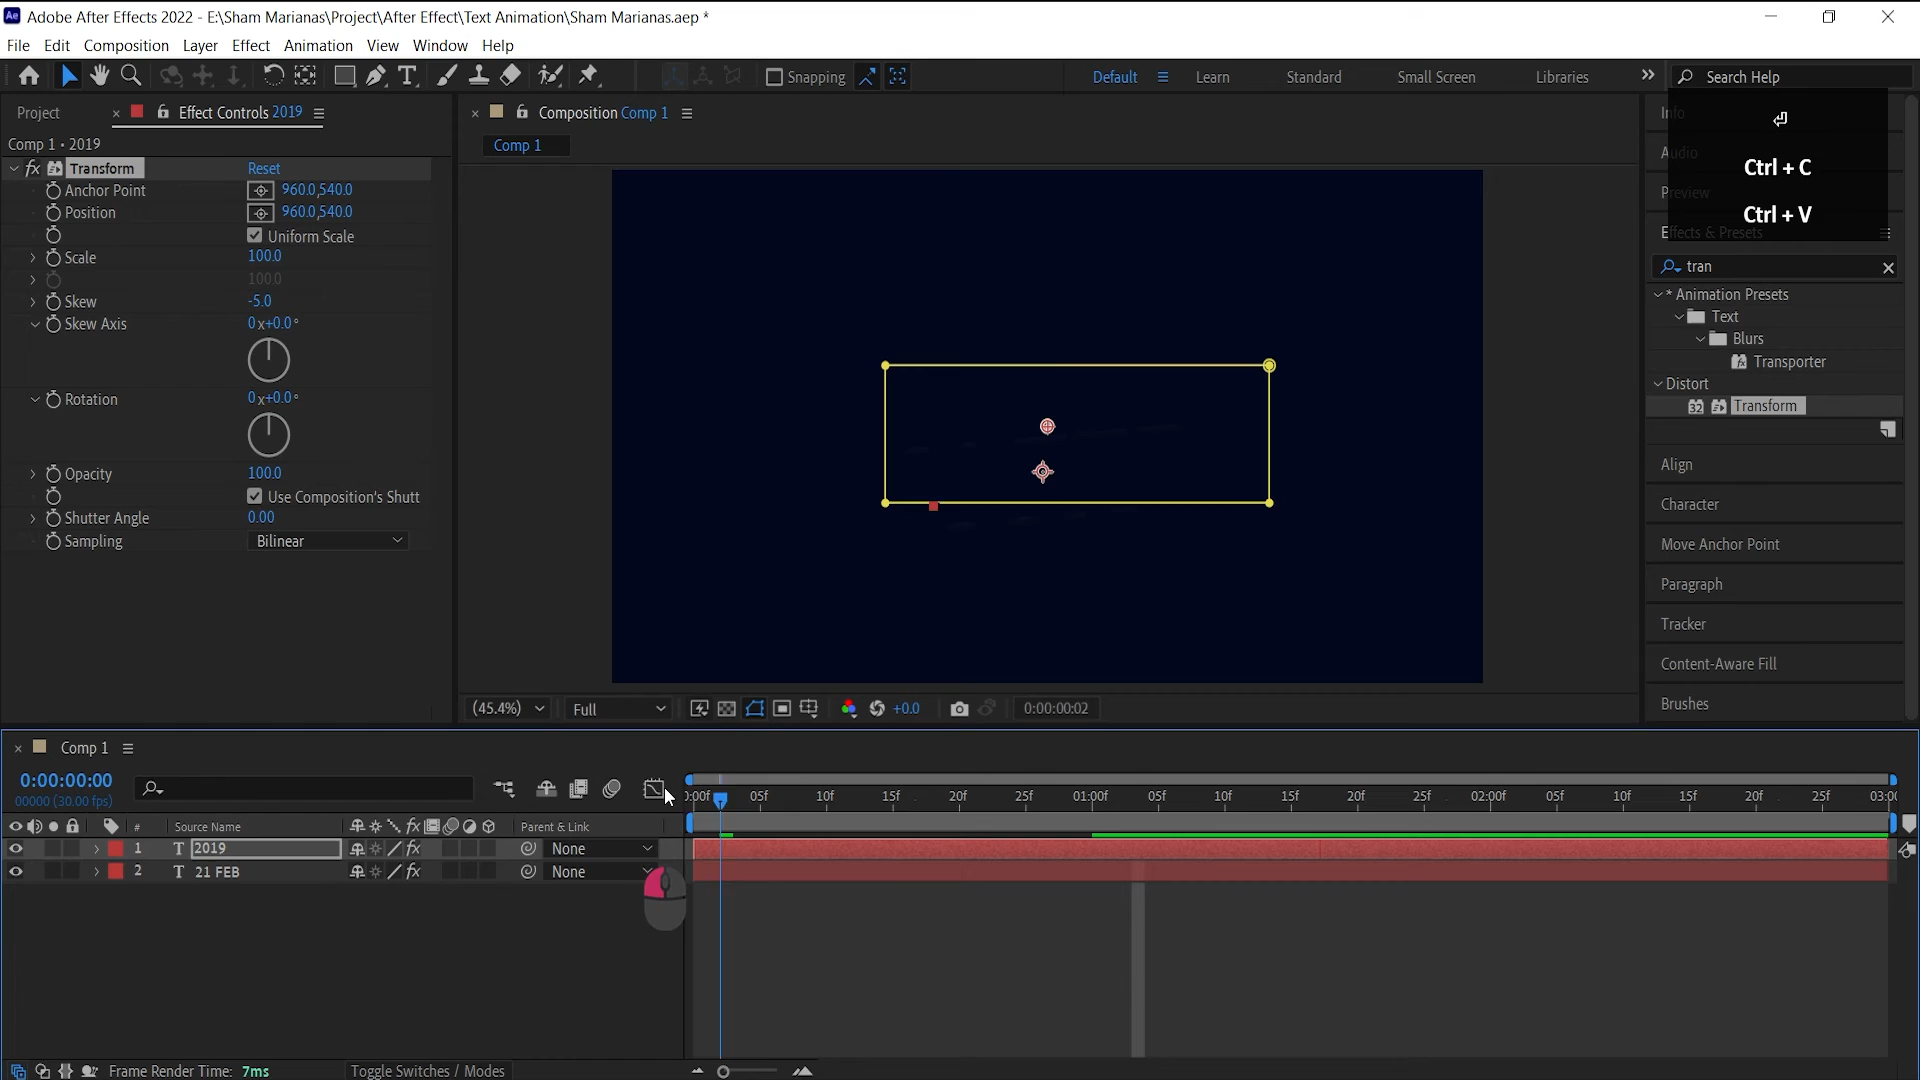 Adobe After Effects 2022 - E:\Sham Marianas\Project\After Effect\Text Animation\Sham Marianas.aep *
File Edit Composition Layer Effect Animation View Window Help
Snapping Default Learn Standard Small Screen Libraries Search Help
Project Effect Controls 2019
Comp 1 • 2019
fx Transform Reset
Anchor Point 960.0,540.0
Position 960.0,540.0
Uniform Scale
Scale 100.0
100.0
Skew -5.0
Skew Axis 0x+0.0°
Rotation 0x+0.0°
Opacity 100.0
Use Composition's Shutt
Shutter Angle 0.00
Sampling Bilinear
Composition Comp 1
Comp 1
(45.4%) Full +0.0 0:00:00:02
Info
Audio
Preview
Effects & Presets
Ctrl + C
Ctrl + V
tran
* Animation Presets
Text
Blurs
Transporter
Distort
32 Transform
Align
Character
Move Anchor Point
Paragraph
Tracker
Content-Aware Fill
Brushes
Comp 1
0:00:00:00
00000 (30.00 fps)
0:00f 05f 10f 15f 20f 25f 01:00f 05f 10f 15f 20f 25f 02:00f 05f 10f 15f 20f 25f 03:00
# Source Name fx Parent & Link
1 T 2019 fx None
2 T 21 FEB fx None
Frame Render Time: 7ms Toggle Switches / Modes